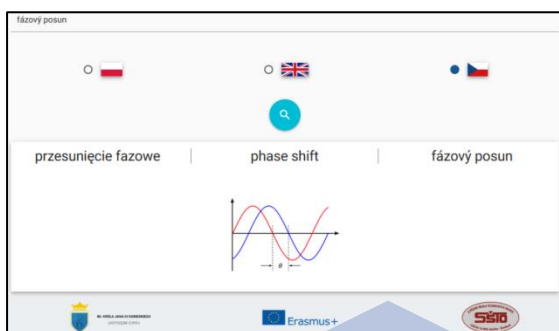 fázový posun
przesunięcie fazowe | phase shift | fázový posun
θ
Erasmus+